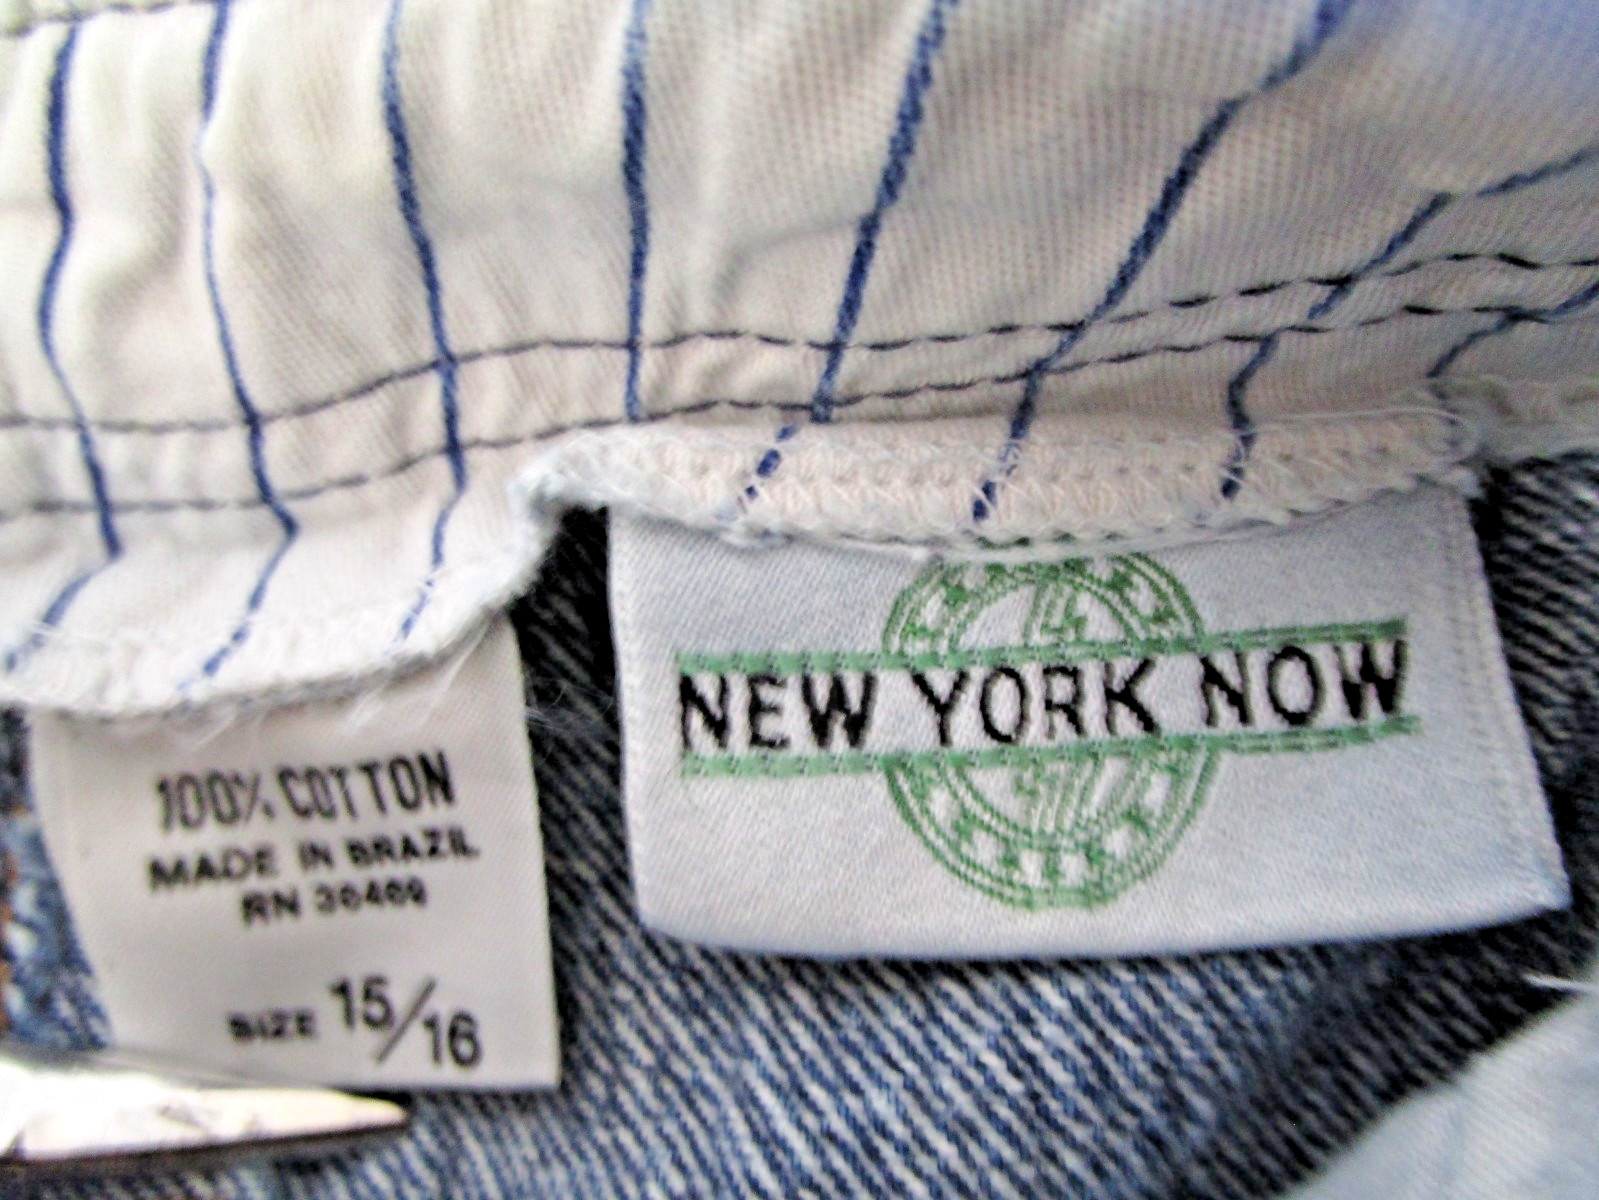 100% COTTON
MADE IN BRAZIL
RN 36469
SIZE 15/16
NEW YORK NOW